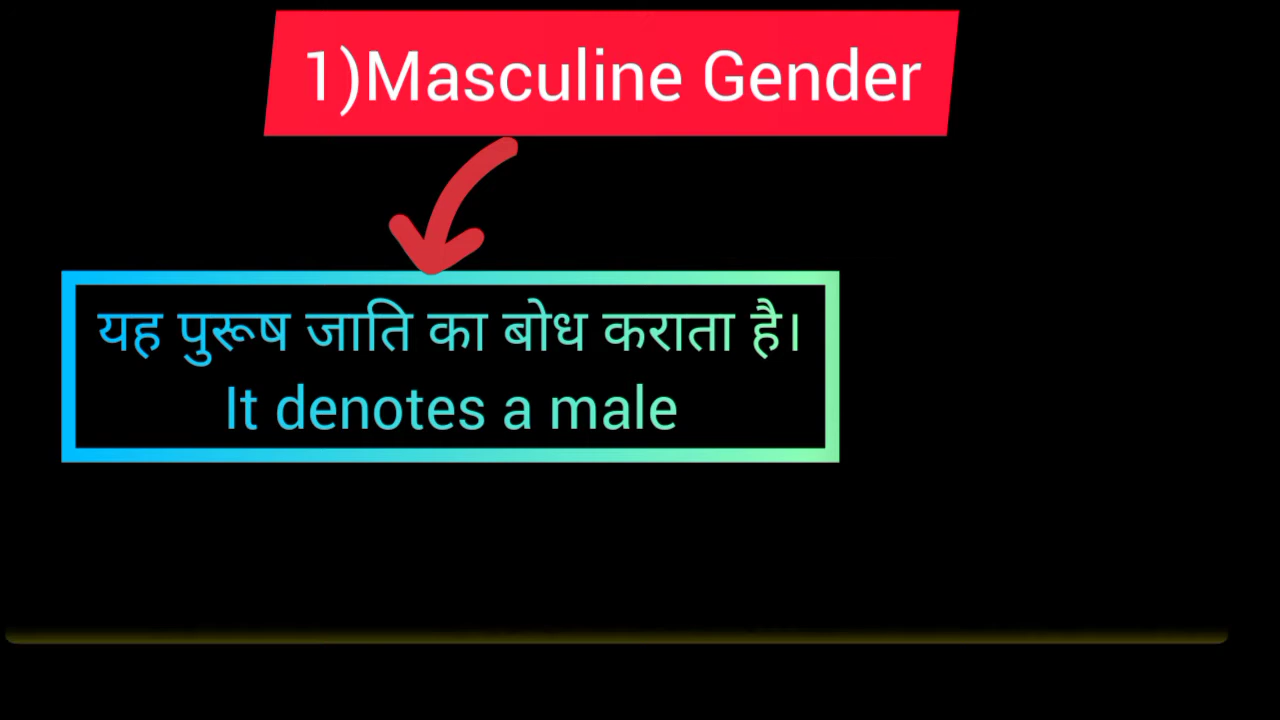 1)Masculine Gender
यह पुरूष जाति का बोध कराता है।
It denotes a male